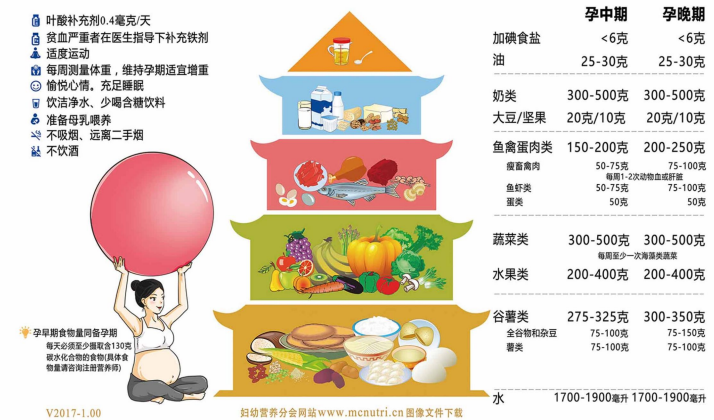 叶酸补充剂0.4毫克/天
贫血严重者在医生指导下补充铁剂
适度运动
每周测量体重，维持孕期适宜增重
愉悦心情。充足睡眠
饮洁净水、少喝含糖饮料
准备母乳喂养
不吸烟、远离二手烟
不饮酒
孕早期食物量同备孕期
每天必须至少摄取含130克
碳水化合物的食物(具体食
物量请咨询注册营养师)
V2017-1.00
妇幼营养分会网站www.mcnutri.cn图像文件下载
孕中期 孕晚期
加碘食盐 <6克 <6克
油 25-30克 25-30克
奶类 300-500克 300-500克
大豆/坚果 20克/10克 20克/10克
鱼禽蛋肉类 150-200克 200-250克
瘦畜禽肉 50-75克 75-100克
每周1-2次动物血或肝脏
鱼虾类 50-75克 75-100克
蛋类 50克 50克
蔬菜类 300-500克 300-500克
每周至少一次海藻类蔬菜
水果类 200-400克 200-400克
谷薯类 275-325克 300-350克
全谷物和杂豆 75-100克 75-150克
薯类 75-100克 75-100克
水 1700-1900毫升 1700-1900毫升